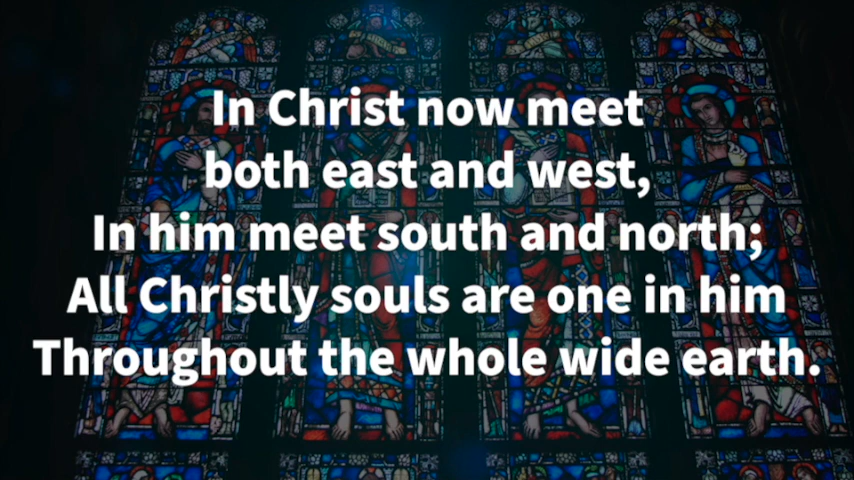 In Christ now meet
both east and west,
In him meet south and north;
All Christly souls are one in him
Throughout the whole wide earth.